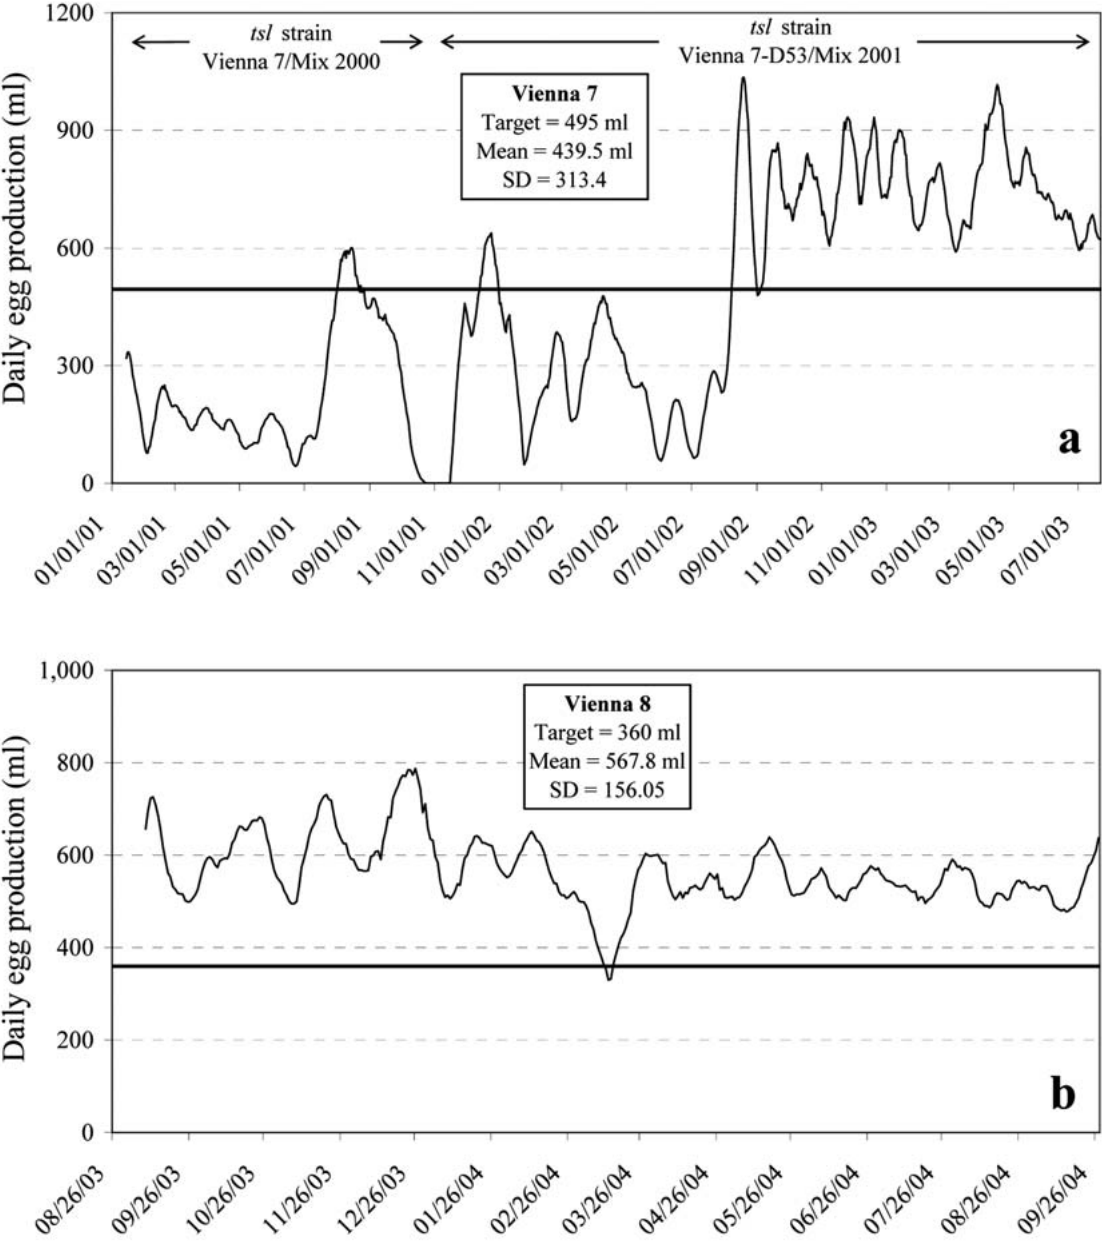 1200
900
600
300
0
Daily egg production (ml)
tsl strain
Vienna 7/Mix 2000
tsl strain
Vienna 7-D53/Mix 2001
Vienna 7
Target = 495 ml
Mean = 439.5 ml
SD = 313.4
a
01/01/01
03/01/01
05/01/01
07/01/01
09/01/01
11/01/01
01/01/02
03/01/02
05/01/02
07/01/02
09/01/02
11/01/02
01/01/03
03/01/03
05/01/03
07/01/03
1,000
800
600
400
200
0
Daily egg production (ml)
Vienna 8
Target = 360 ml
Mean = 567.8 ml
SD = 156.05
b
08/26/03
09/26/03
10/26/03
11/26/03
12/26/03
01/26/04
02/26/04
03/26/04
04/26/04
05/26/04
06/26/04
07/26/04
08/26/04
09/26/04